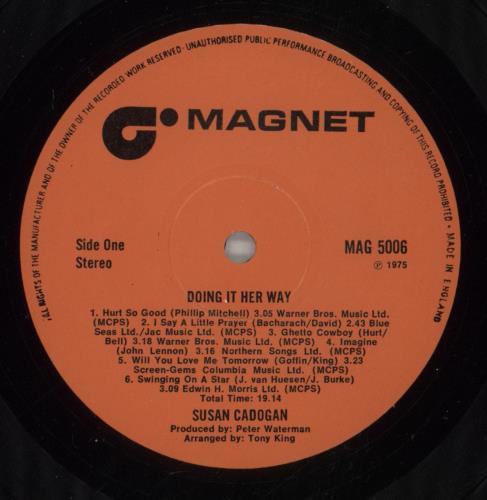 ALL RIGHTS OF THE MANUFACTURER AND OF THE OWNER OF THE RECORDED WORK RESERVED · UNAUTHORISED PUBLIC PERFORMANCE BROADCASTING AND COPYING OF THIS RECORD PROHIBITED · MADE IN ENGLAND
MAGNET
Side One
Stereo
MAG 5006
℗ 1975
DOING IT HER WAY
1. Hurt So Good (Phillip Mitchell) 3.05 Warner Bros. Music Ltd.
(MCPS) 2. I Say A Little Prayer (Bacharach/David) 2.43 Blue
Seas Ltd./Jac Music Ltd. (MCPS) 3. Ghetto Cowboy (Hurt/
Bell) 3.18 Warner Bros. Music Ltd. (MCPS) 4. Imagine
(John Lennon) 3.16 Northern Songs Ltd. (MCPS)
5. Will You Love Me Tomorrow (Goffin/King) 3.23
Screen-Gems Columbia Music Ltd. (MCPS)
6. Swinging On A Star (J. van Huesen/J. Burke)
3.09 Edwin H. Morris Ltd. (MCPS)
Total Time: 19.14
SUSAN CADOGAN
Produced by: Peter Waterman
Arranged by: Tony King